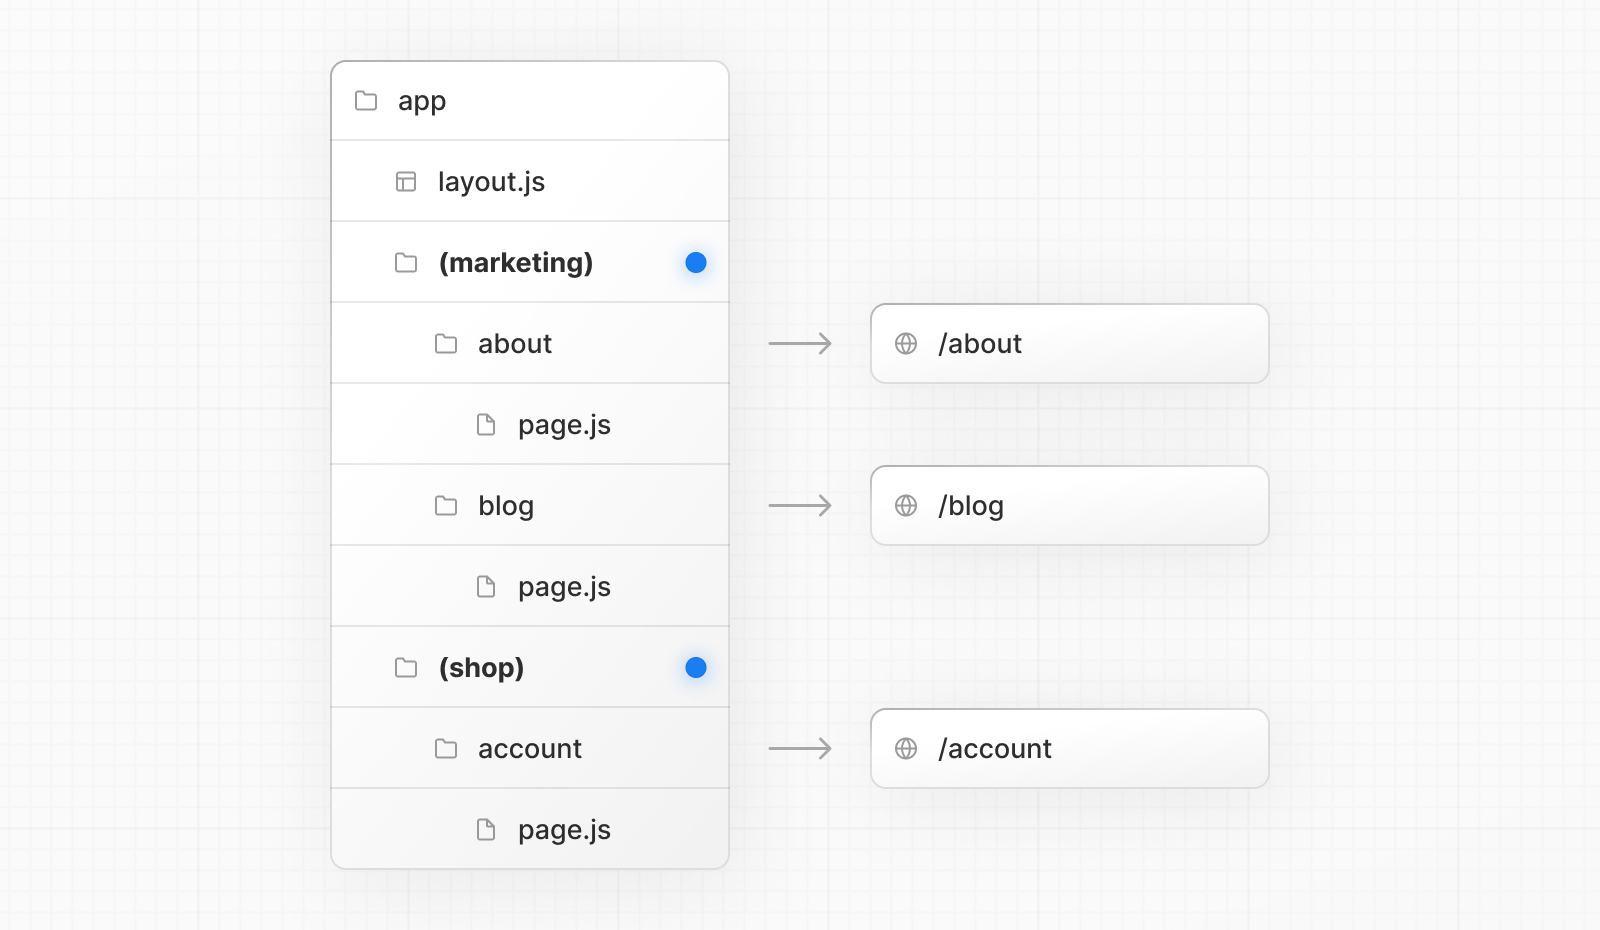 app
layout.js
(marketing)
about
/about
page.js
blog
/blog
page.js
(shop)
account
/account
page.js